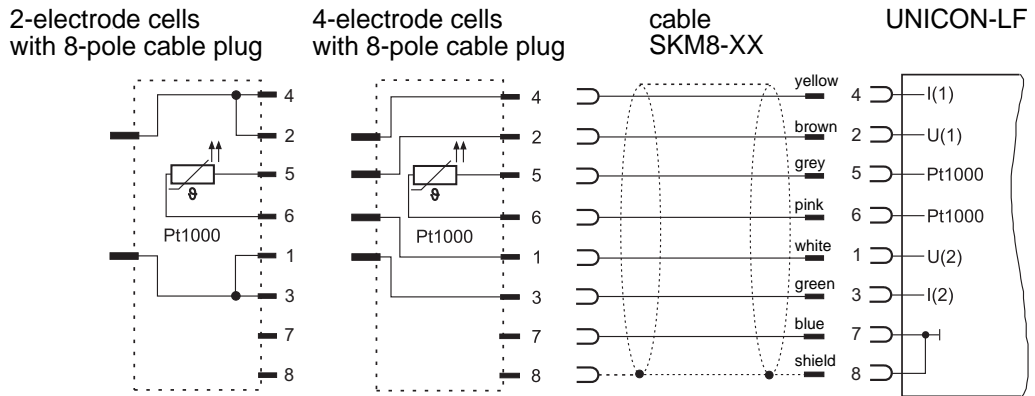 2-electrode cells
with 8-pole cable plug
4
2
5
6
1
3
7
8
ϑ
Pt1000
4-electrode cells
with 8-pole cable plug
4
2
5
6
1
3
7
8
ϑ
Pt1000
cable
SKM8-XX
yellow
brown
grey
pink
white
green
blue
shield
UNICON-LF
4 I(1)
2 U(1)
5 Pt1000
6 Pt1000
1 U(2)
3 I(2)
7
8